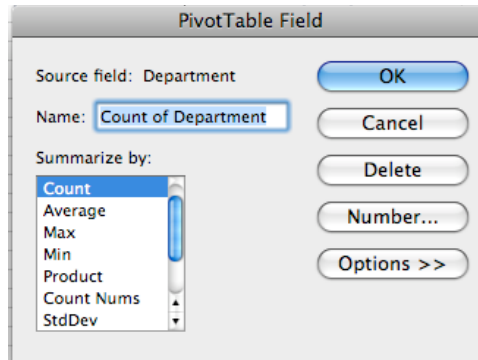 PivotTable Field
Source field: Department
OK
Name: Count of Department
Cancel
Summarize by:
Delete
Count
Average
Max
Min
Product
Count Nums
StdDev
Number...
Options >>